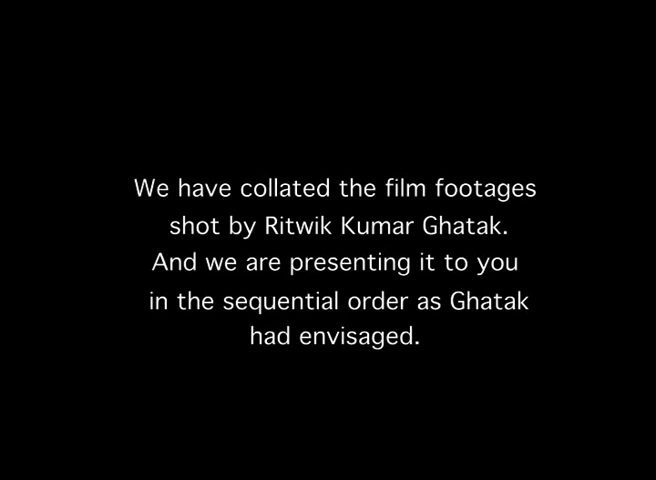 We have collated the film footages
shot by Ritwik Kumar Ghatak.
And we are presenting it to you
in the sequential order as Ghatak
had envisaged.